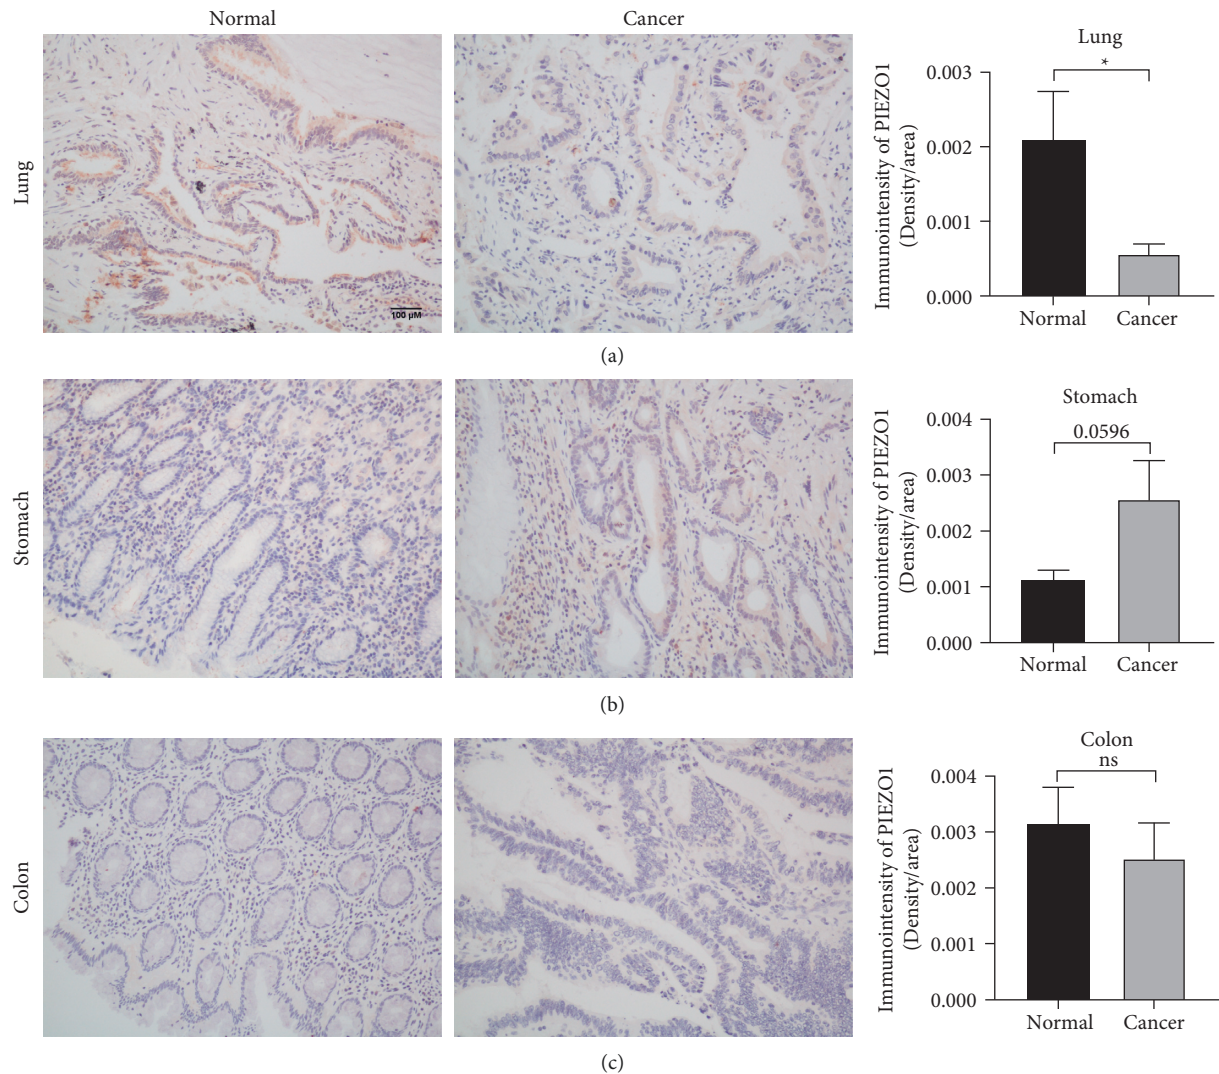 Normal
Cancer
Lung
100 µM
Lung
*
Immunointensity of PIEZO1
(Density/area)
0.003
0.002
0.001
0.000
Normal
Cancer
(a)
Stomach
Stomach
0.0596
Immunointensity of PIEZO1
(Density/area)
0.004
0.003
0.002
0.001
0.000
Normal
Cancer
(b)
Colon
Colon
ns
Immunointensity of PIEZO1
(Density/area)
0.004
0.003
0.002
0.001
0.000
Normal
Cancer
(c)